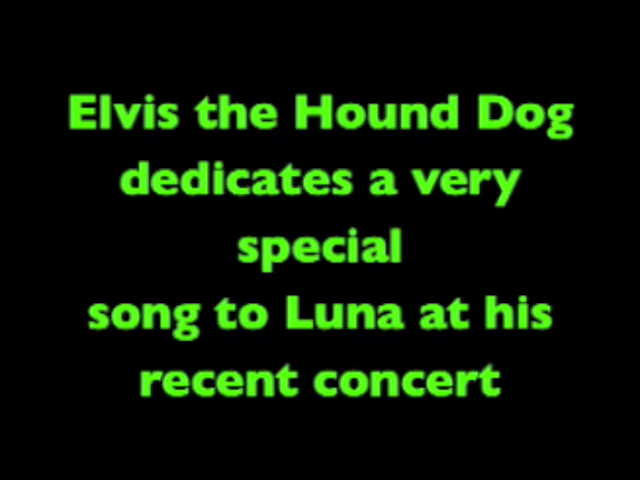 Elvis the Hound Dog
dedicates a very
special
song to Luna at his
recent concert